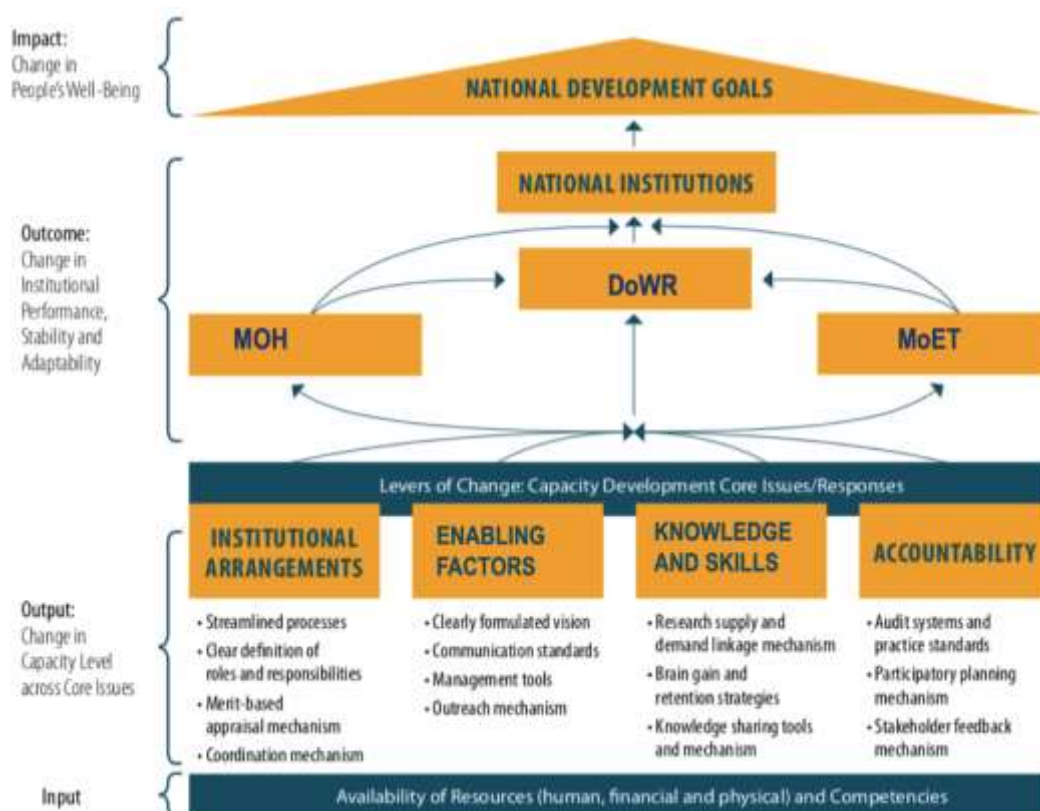 Impact:
Change in
People's Well-Being
NATIONAL DEVELOPMENT GOALS
NATIONAL INSTITUTIONS
Outcome:
Change in
Institutional
Performance,
Stability and
Adaptability
DoWR
MOH
MoET
Levers of Change: Capacity Development Core Issues/Responses
Output:
Change in
Capacity Level
across Core Issues
INSTITUTIONAL
ARRANGEMENTS
• Streamlined processes
• Clear definition of
roles and responsibilities
• Merit-based
appraisal mechanism
• Coordination mechanism
ENABLING
FACTORS
• Clearly formulated vision
• Communication standards
• Management tools
• Outreach mechanism
KNOWLEDGE
AND SKILLS
• Research supply and
demand linkage mechanism
• Brain gain and
retention strategies
• Knowledge sharing tools
and mechanism
ACCOUNTABILITY
• Audit systems and
practice standards
• Participatory planning
mechanism
• Stakeholder feedback
mechanism
Input
Availability of Resources (human, financial and physical) and Competencies